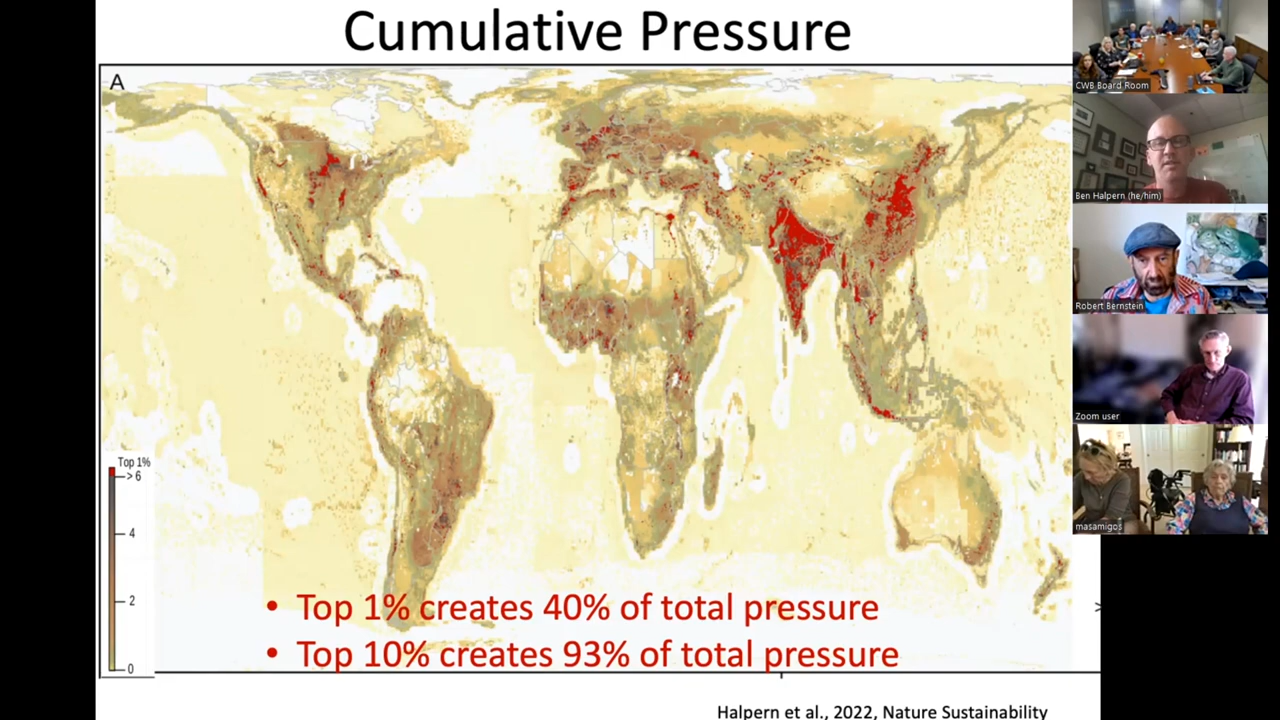 Cumulative Pressure
A
Top 1%
> 6
4
2
0
• Top 1% creates 40% of total pressure
• Top 10% creates 93% of total pressure
>
Halpern et al., 2022, Nature Sustainability
CWB Board Room
Ben Halpern (he/him)
Robert Bernstein
Zoom user
masamigos